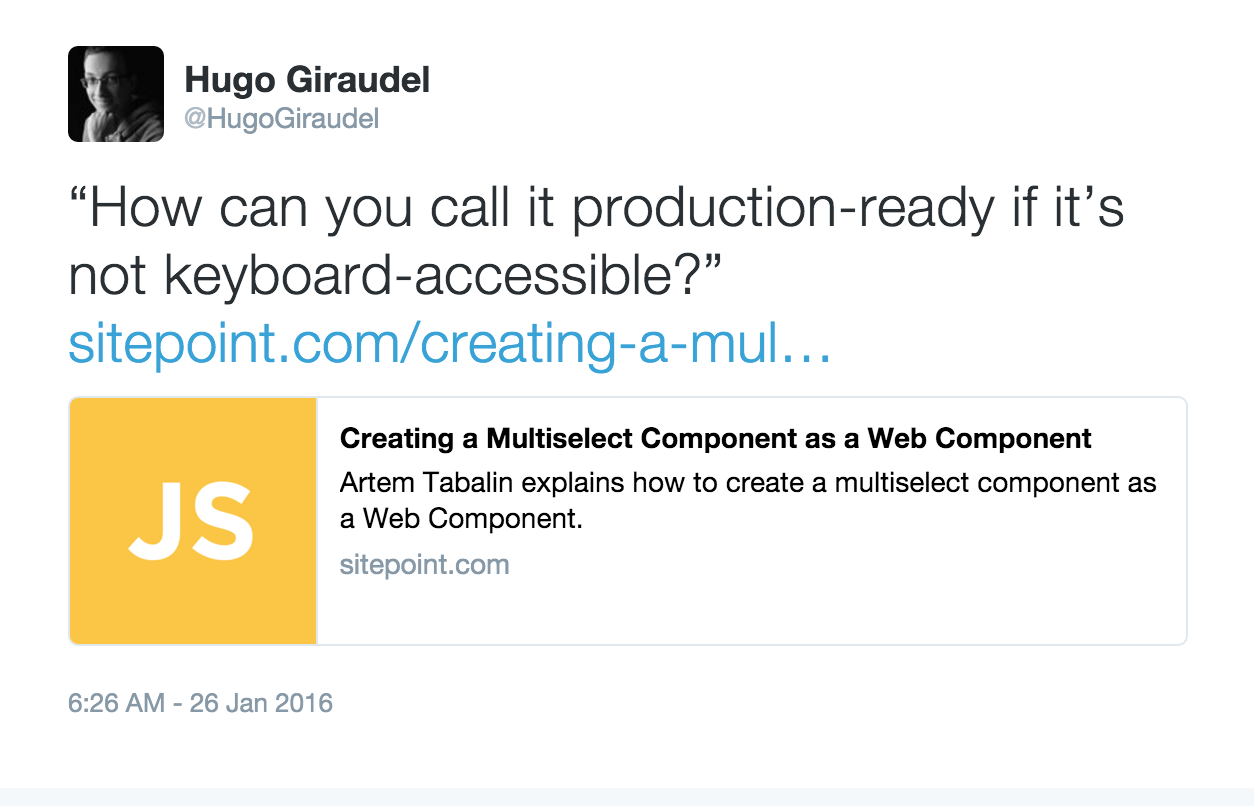 Hugo Giraudel
@HugoGiraudel
“How can you call it production-ready if it’s
not keyboard-accessible?”
sitepoint.com/creating-a-mul…
JS
Creating a Multiselect Component as a Web Component
Artem Tabalin explains how to create a multiselect component as
a Web Component.
sitepoint.com
6:26 AM - 26 Jan 2016